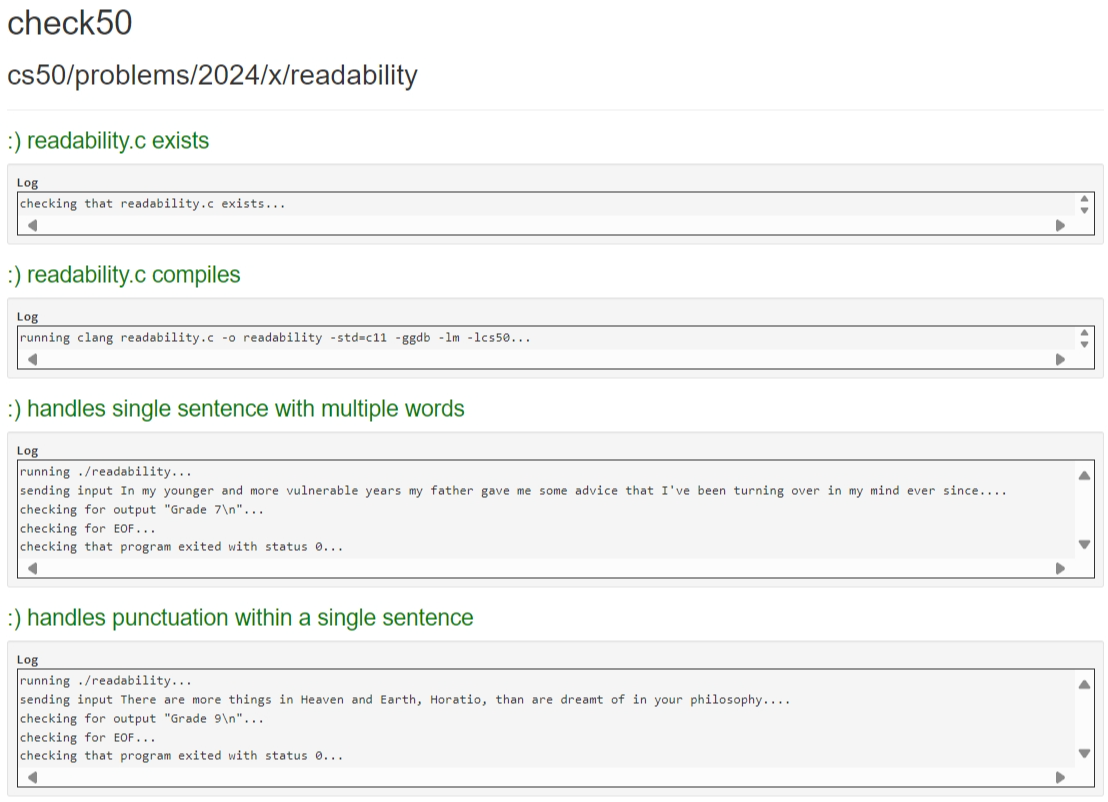 check50
cs50/problems/2024/x/readability
:) readability.c exists
Log
checking that readability.c exists...
:) readability.c compiles
Log
running clang readability.c -o readability -std=c11 -ggdb -lm -lcs50...
:) handles single sentence with multiple words
Log
running ./readability...
sending input In my younger and more vulnerable years my father gave me some advice that I've been turning over in my mind ever since....
checking for output "Grade 7\n"...
checking for EOF...
checking that program exited with status 0...
:) handles punctuation within a single sentence
Log
running ./readability...
sending input There are more things in Heaven and Earth, Horatio, than are dreamt of in your philosophy....
checking for output "Grade 9\n"...
checking for EOF...
checking that program exited with status 0...